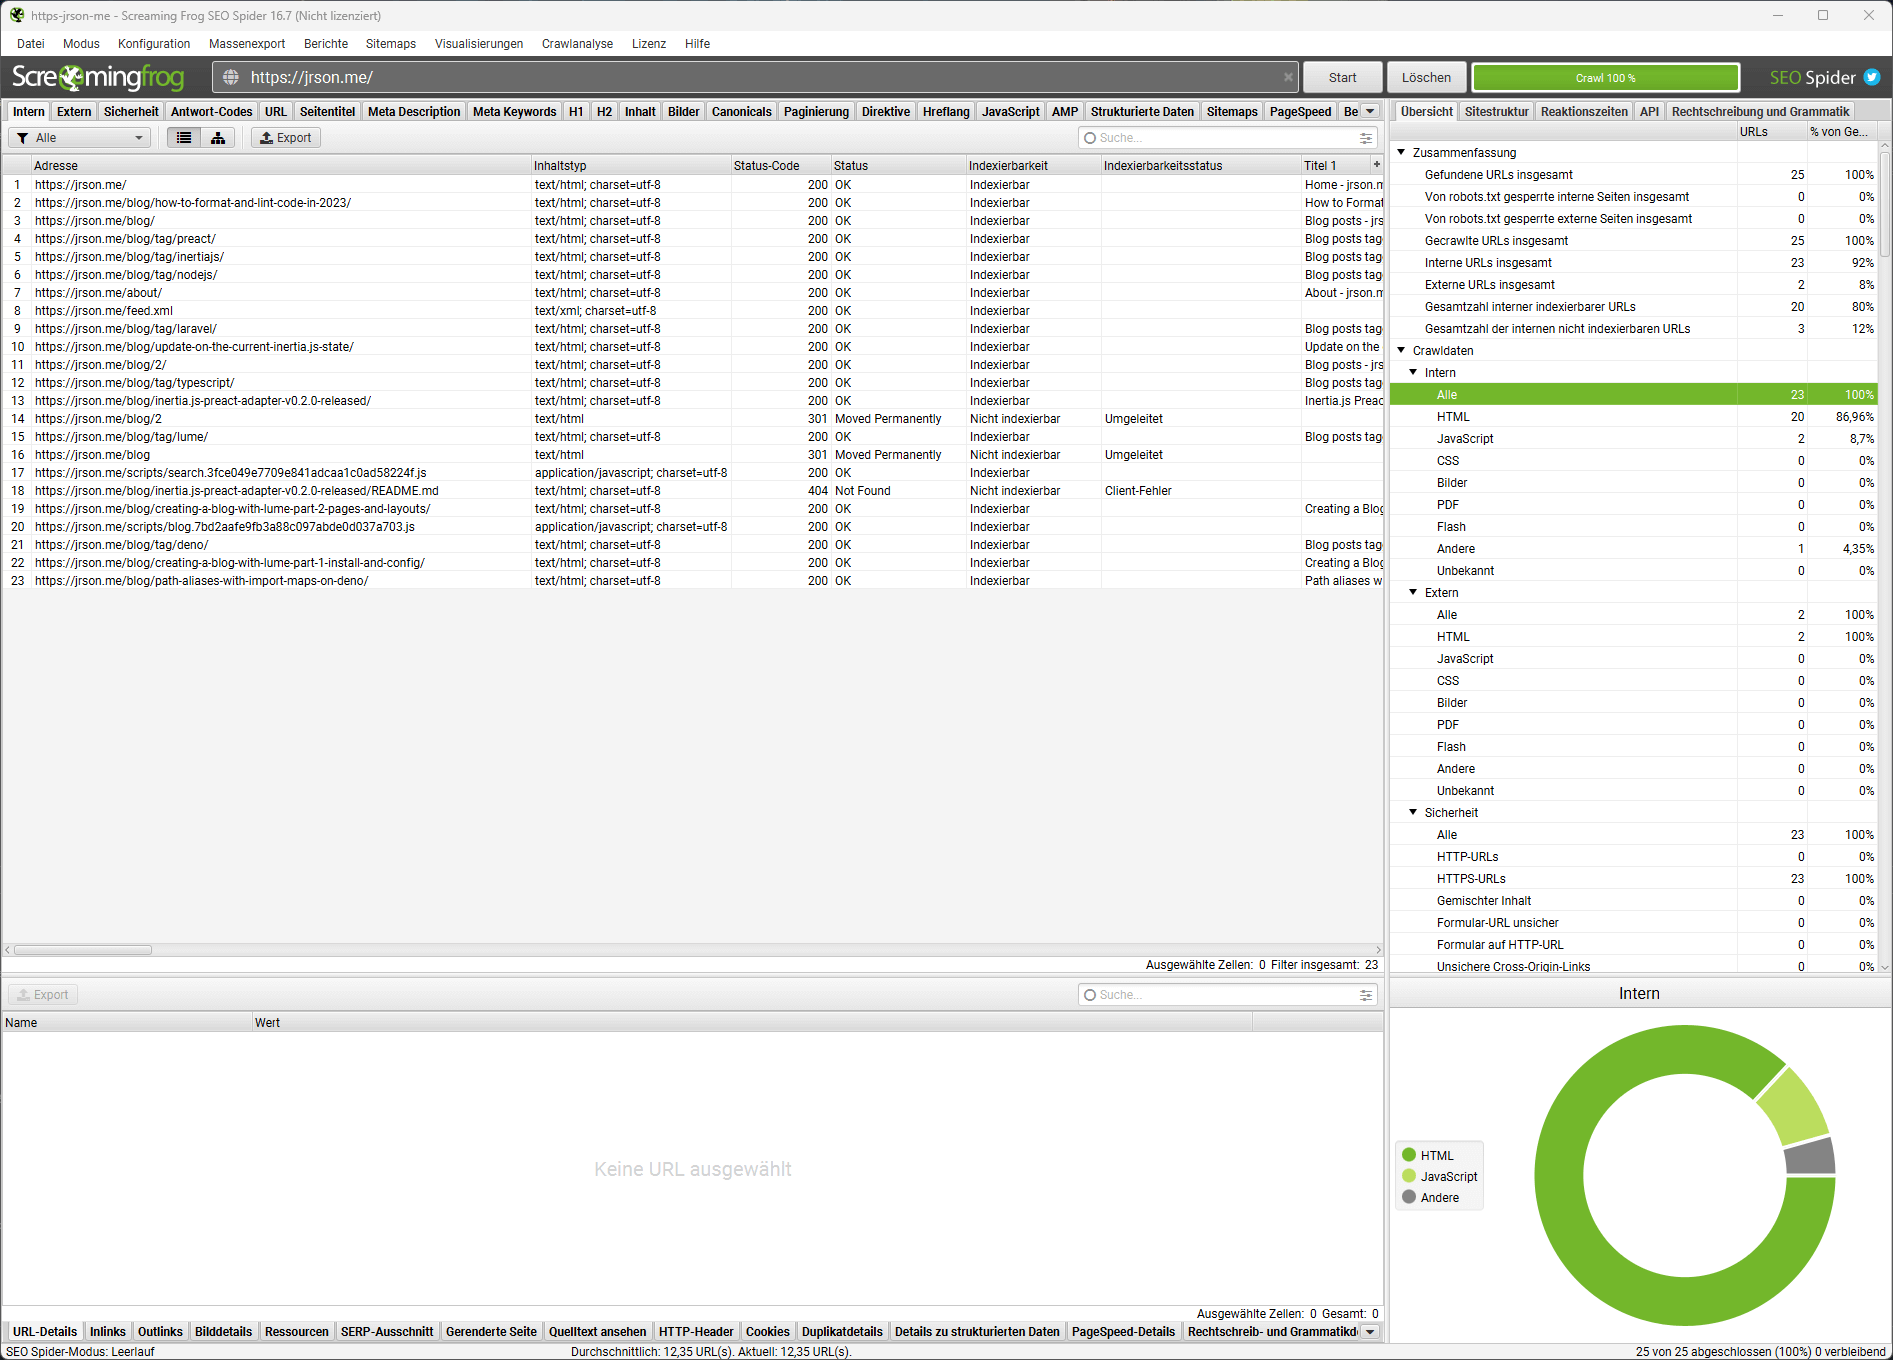 https-jrson-me - Screaming Frog SEO Spider 16.7 (Nicht lizenziert)
Datei Modus Konfiguration Massenexport Berichte Sitemaps Visualisierungen Crawlanalyse Lizenz Hilfe
Screamingfrog https://jrson.me/ Start Löschen Crawl 100 % SEO Spider
Intern Extern Sicherheit Antwort-Codes URL Seitentitel Meta Description Meta Keywords H1 H2 Inhalt Bilder Canonicals Paginierung Direktive Hreflang JavaScript AMP Strukturierte Daten Sitemaps PageSpeed Be
Alle Export Suche...
Adresse Inhaltstyp Status-Code Status Indexierbarkeit Indexierbarkeitsstatus Titel 1 +
1 https://jrson.me/ text/html; charset=utf-8 200 OK Indexierbar Home - jrson.m
2 https://jrson.me/blog/how-to-format-and-lint-code-in-2023/ text/html; charset=utf-8 200 OK Indexierbar How to Format
3 https://jrson.me/blog/ text/html; charset=utf-8 200 OK Indexierbar Blog posts - jrs
4 https://jrson.me/blog/tag/preact/ text/html; charset=utf-8 200 OK Indexierbar Blog posts tag
5 https://jrson.me/blog/tag/inertiajs/ text/html; charset=utf-8 200 OK Indexierbar Blog posts tag
6 https://jrson.me/blog/tag/nodejs/ text/html; charset=utf-8 200 OK Indexierbar Blog posts tag
7 https://jrson.me/about/ text/html; charset=utf-8 200 OK Indexierbar About - jrson.m
8 https://jrson.me/feed.xml text/xml; charset=utf-8 200 OK Indexierbar
9 https://jrson.me/blog/tag/laravel/ text/html; charset=utf-8 200 OK Indexierbar Blog posts tag
10 https://jrson.me/blog/update-on-the-current-inertia.js-state/ text/html; charset=utf-8 200 OK Indexierbar Update on the
11 https://jrson.me/blog/2/ text/html; charset=utf-8 200 OK Indexierbar Blog posts - jrs
12 https://jrson.me/blog/tag/typescript/ text/html; charset=utf-8 200 OK Indexierbar Blog posts tag
13 https://jrson.me/blog/inertia.js-preact-adapter-v0.2.0-released/ text/html; charset=utf-8 200 OK Indexierbar Inertia.js Preac
14 https://jrson.me/blog/2 text/html 301 Moved Permanently Nicht indexierbar Umgeleitet
15 https://jrson.me/blog/tag/lume/ text/html; charset=utf-8 200 OK Indexierbar Blog posts tag
16 https://jrson.me/blog text/html 301 Moved Permanently Nicht indexierbar Umgeleitet
17 https://jrson.me/scripts/search.3fce049e7709e841adcaa1c0ad58224f.js application/javascript; charset=utf-8 200 OK Indexierbar
18 https://jrson.me/blog/inertia.js-preact-adapter-v0.2.0-released/README.md text/html; charset=utf-8 404 Not Found Nicht indexierbar Client-Fehler
19 https://jrson.me/blog/creating-a-blog-with-lume-part-2-pages-and-layouts/ text/html; charset=utf-8 200 OK Indexierbar Creating a Blog
20 https://jrson.me/scripts/blog.7bd2aafe9fb3a88c097abde0d037a703.js application/javascript; charset=utf-8 200 OK Indexierbar
21 https://jrson.me/blog/tag/deno/ text/html; charset=utf-8 200 OK Indexierbar Blog posts tag
22 https://jrson.me/blog/creating-a-blog-with-lume-part-1-install-and-config/ text/html; charset=utf-8 200 OK Indexierbar Creating a Blog
23 https://jrson.me/blog/path-aliases-with-import-maps-on-deno/ text/html; charset=utf-8 200 OK Indexierbar Path aliases w
Ausgewählte Zellen: 0 Filter insgesamt: 23
Export Suche...
Name Wert
Keine URL ausgewählt
Ausgewählte Zellen: 0 Gesamt: 0
URL-Details Inlinks Outlinks Bilddetails Ressourcen SERP-Ausschnitt Gerenderte Seite Quelltext ansehen HTTP-Header Cookies Duplikatdetails Details zu strukturierten Daten PageSpeed-Details Rechtschreib- und Grammatikd
Übersicht Sitestruktur Reaktionszeiten API Rechtschreibung und Grammatik
URLs % von Ge...
Zusammenfassung
Gefundene URLs insgesamt 25 100%
Von robots.txt gesperrte interne Seiten insgesamt 0 0%
Von robots.txt gesperrte externe Seiten insgesamt 0 0%
Gecrawlte URLs insgesamt 25 100%
Interne URLs insgesamt 23 92%
Externe URLs insgesamt 2 8%
Gesamtzahl interner indexierbarer URLs 20 80%
Gesamtzahl der internen nicht indexierbaren URLs 3 12%
Crawldaten
Intern
Alle 23 100%
HTML 20 86,96%
JavaScript 2 8,7%
CSS 0 0%
Bilder 0 0%
PDF 0 0%
Flash 0 0%
Andere 1 4,35%
Unbekannt 0 0%
Extern
Alle 2 100%
HTML 2 100%
JavaScript 0 0%
CSS 0 0%
Bilder 0 0%
PDF 0 0%
Flash 0 0%
Andere 0 0%
Unbekannt 0 0%
Sicherheit
Alle 23 100%
HTTP-URLs 0 0%
HTTPS-URLs 23 100%
Gemischter Inhalt 0 0%
Formular-URL unsicher 0 0%
Formular auf HTTP-URL 0 0%
Unsichere Cross-Origin-Links 0 0%
Intern
HTML
JavaScript
Andere
SEO Spider-Modus: Leerlauf Durchschnittlich: 12,35 URL(s). Aktuell: 12,35 URL(s). 25 von 25 abgeschlossen (100%) 0 verbleibend